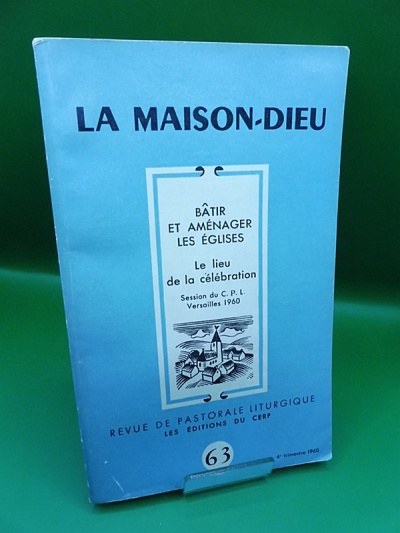 LA MAISON-DIEU
BÂTIR
ET AMÉNAGER
LES ÉGLISES
Le lieu
de la célébration
Session du C. P. L.
Versailles 1960
REVUE DE PASTORALE LITURGIQUE
LES ÉDITIONS DU CERF
63
4e trimestre 1960